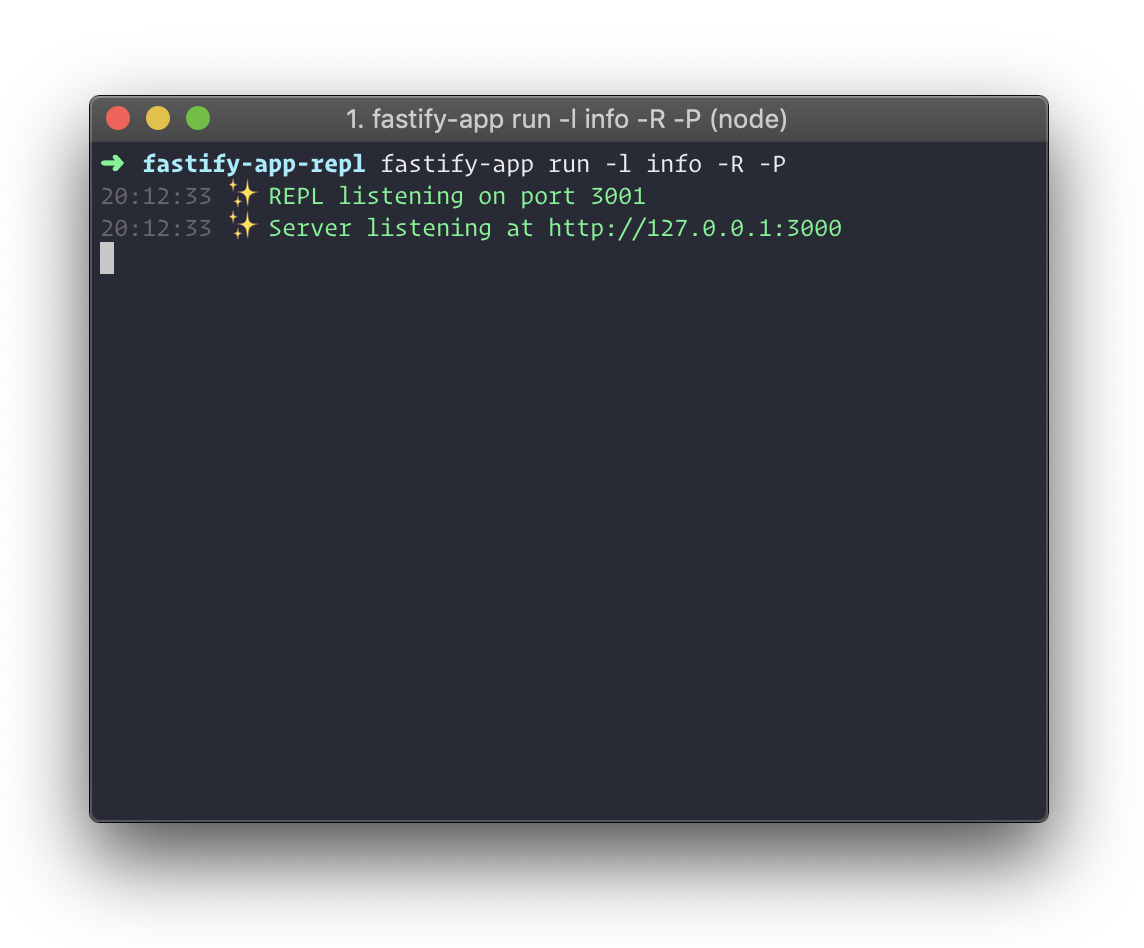 1. fastify-app run -l info -R -P (node)
➜ fastify-app-repl fastify-app run -l info -R -P
20:12:33 ✨ REPL listening on port 3001
20:12:33 ✨ Server listening at http://127.0.0.1:3000